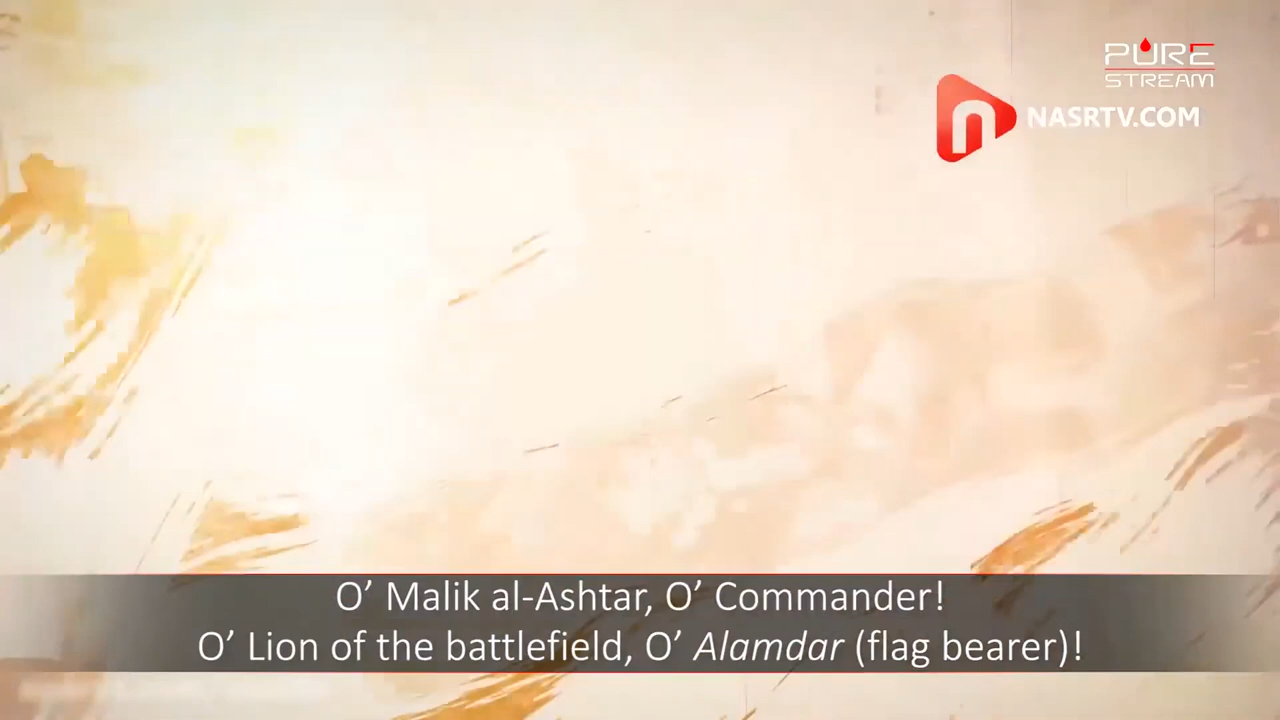 PURE
STREAM
NASRTV.COM
O’ Malik al-Ashtar, O’ Commander!
O’ Lion of the battlefield, O’ Alamdar (flag bearer)!